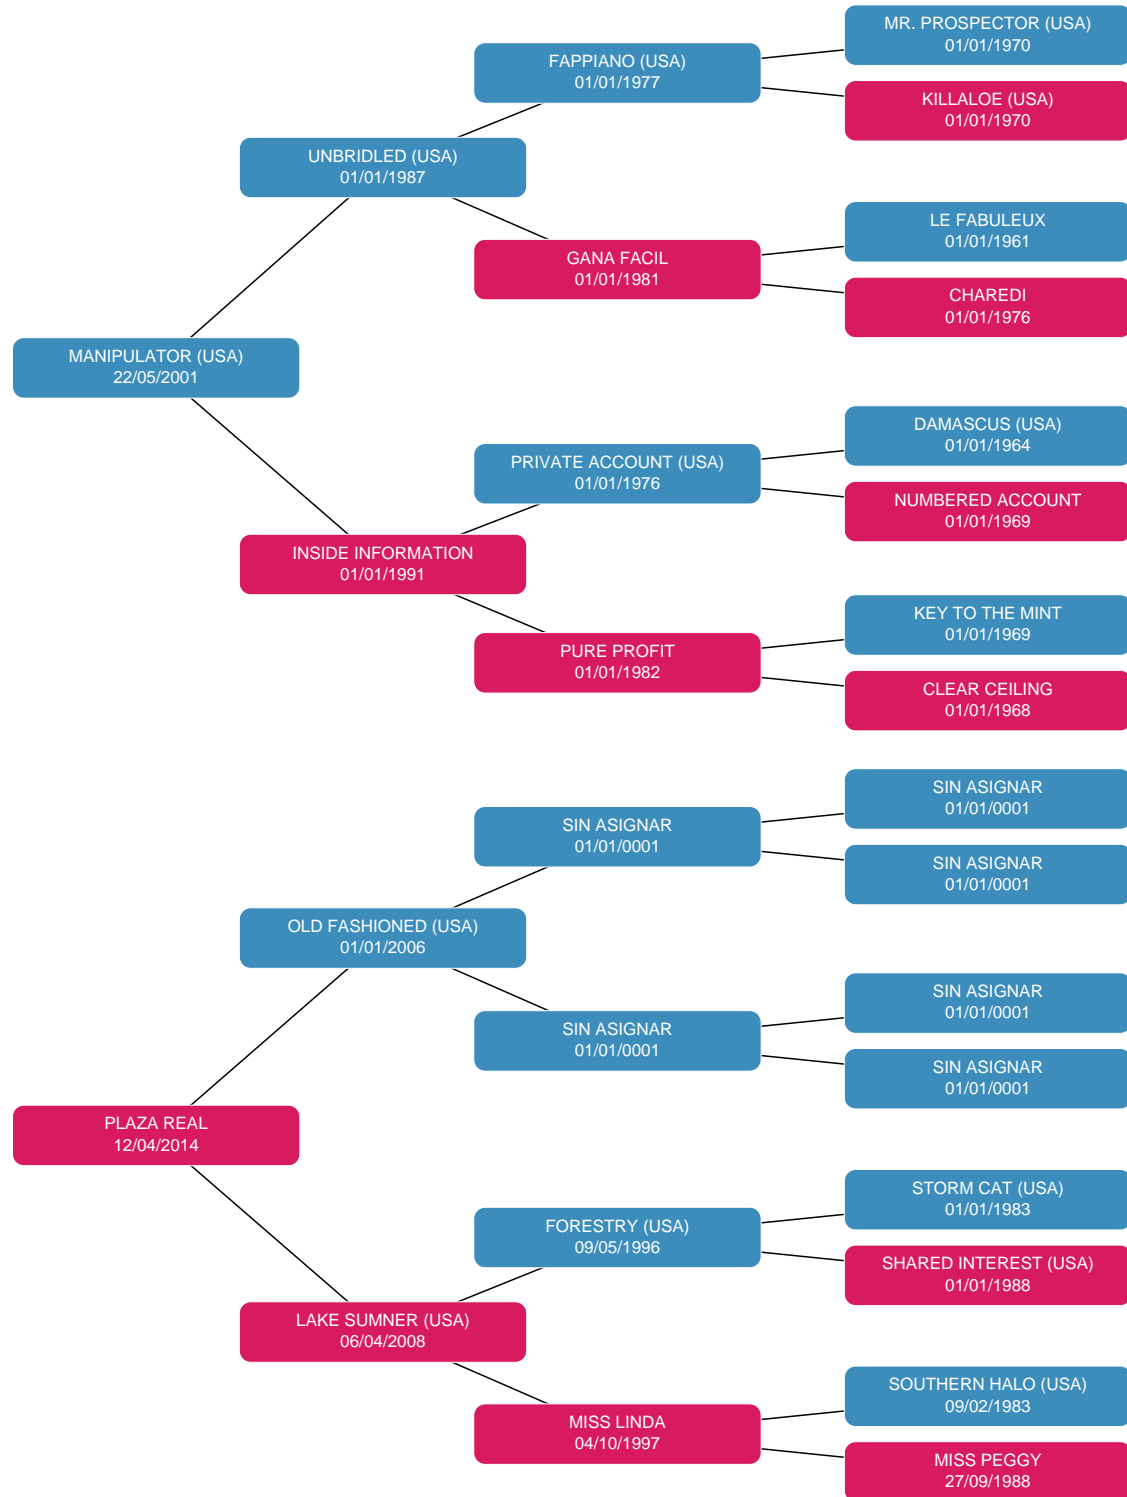 MR. PROSPECTOR (USA)
01/01/1970
FAPPIANO (USA)
01/01/1977
KILLALOE (USA)
01/01/1970
UNBRIDLED (USA)
01/01/1987
LE FABULEUX
01/01/1961
GANA FACIL
01/01/1981
CHAREDI
01/01/1976
MANIPULATOR (USA)
22/05/2001
DAMASCUS (USA)
01/01/1964
PRIVATE ACCOUNT (USA)
01/01/1976
NUMBERED ACCOUNT
01/01/1969
INSIDE INFORMATION
01/01/1991
KEY TO THE MINT
01/01/1969
PURE PROFIT
01/01/1982
CLEAR CEILING
01/01/1968
SIN ASIGNAR
01/01/0001
SIN ASIGNAR
01/01/0001
SIN ASIGNAR
01/01/0001
OLD FASHIONED (USA)
01/01/2006
SIN ASIGNAR
01/01/0001
SIN ASIGNAR
01/01/0001
SIN ASIGNAR
01/01/0001
PLAZA REAL
12/04/2014
STORM CAT (USA)
01/01/1983
FORESTRY (USA)
09/05/1996
SHARED INTEREST (USA)
01/01/1988
LAKE SUMNER (USA)
06/04/2008
SOUTHERN HALO (USA)
09/02/1983
MISS LINDA
04/10/1997
MISS PEGGY
27/09/1988